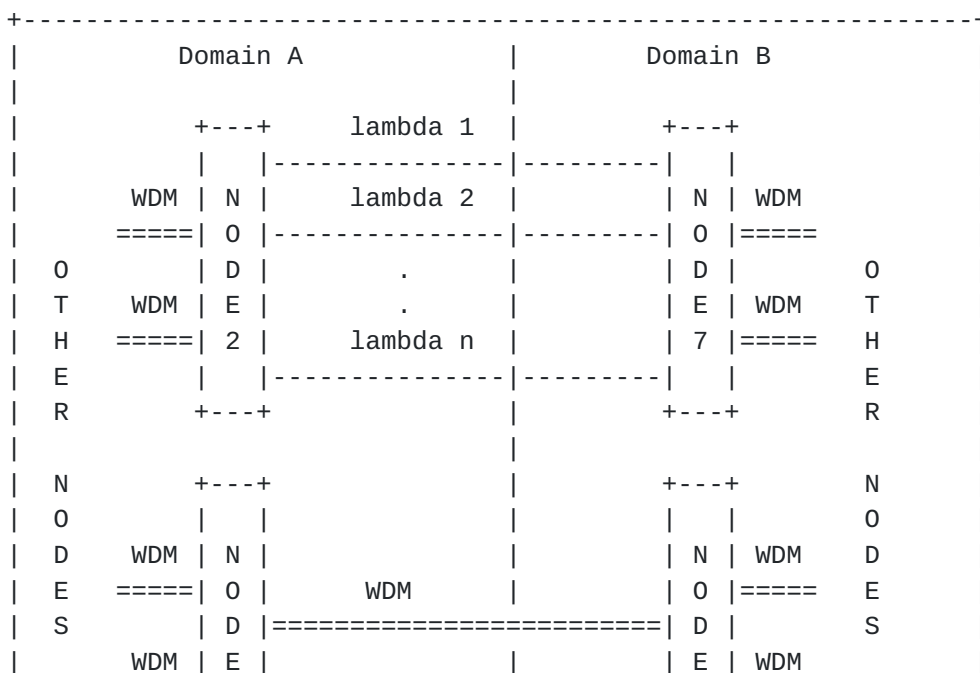 +--------------------------------------------------------------
|          Domain A             |        Domain B
|                               |
|           +---+     lambda 1  |         +---+
|           |   |---------------|---------|   |
|       WDM | N |     lambda 2  |         | N | WDM
|      =====| O |---------------|---------| O |=====
|  O        | D |        .      |         | D |        O
|  T    WDM | E |        .      |         | E | WDM    T
|  H   =====| 2 |     lambda n  |         | 7 |=====   H
|  E        |   |---------------|---------|   |        E
|  R        +---+               |         +---+        R
|                               |
|  N        +---+               |         +---+        N
|  O        |   |               |         |   |        O
|  D    WDM | N |               |         | N | WDM    D
|  E   =====| O |      WDM      |         | O |=====   E
|  S        | D |=========================| D |        S
|       WDM | E |               |         | E | WDM